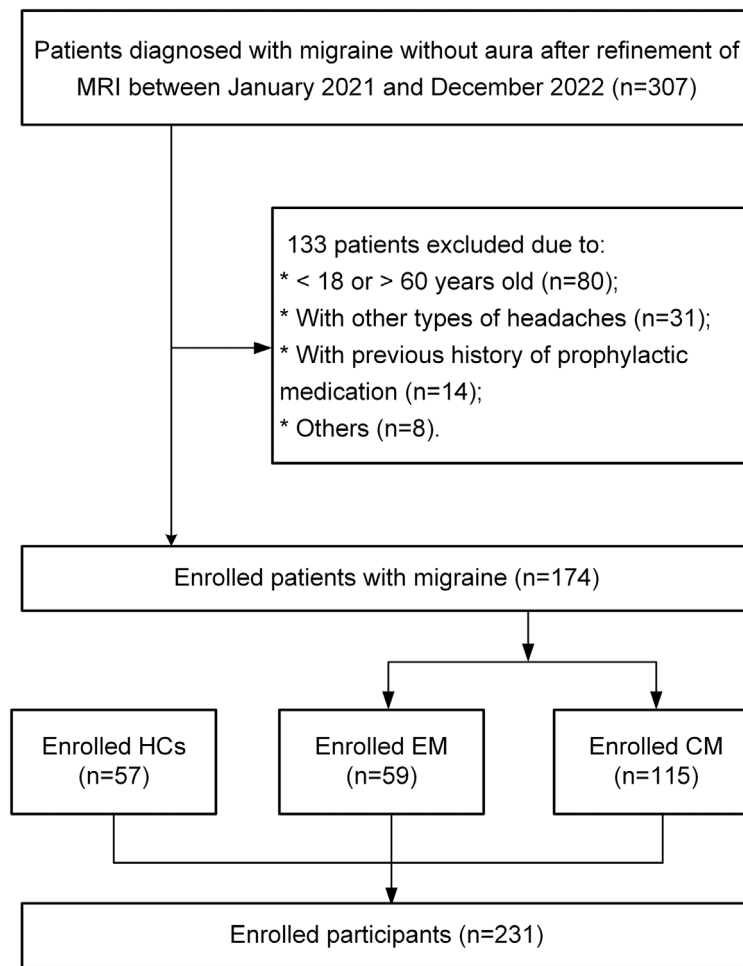 Patients diagnosed with migraine without aura after refinement of
MRI between January 2021 and December 2022 (n=307)
133 patients excluded due to:
* < 18 or > 60 years old (n=80);
* With other types of headaches (n=31);
* With previous history of prophylactic
medication (n=14);
* Others (n=8).
Enrolled patients with migraine (n=174)
Enrolled HCs
(n=57)
Enrolled EM
(n=59)
Enrolled CM
(n=115)
Enrolled participants (n=231)